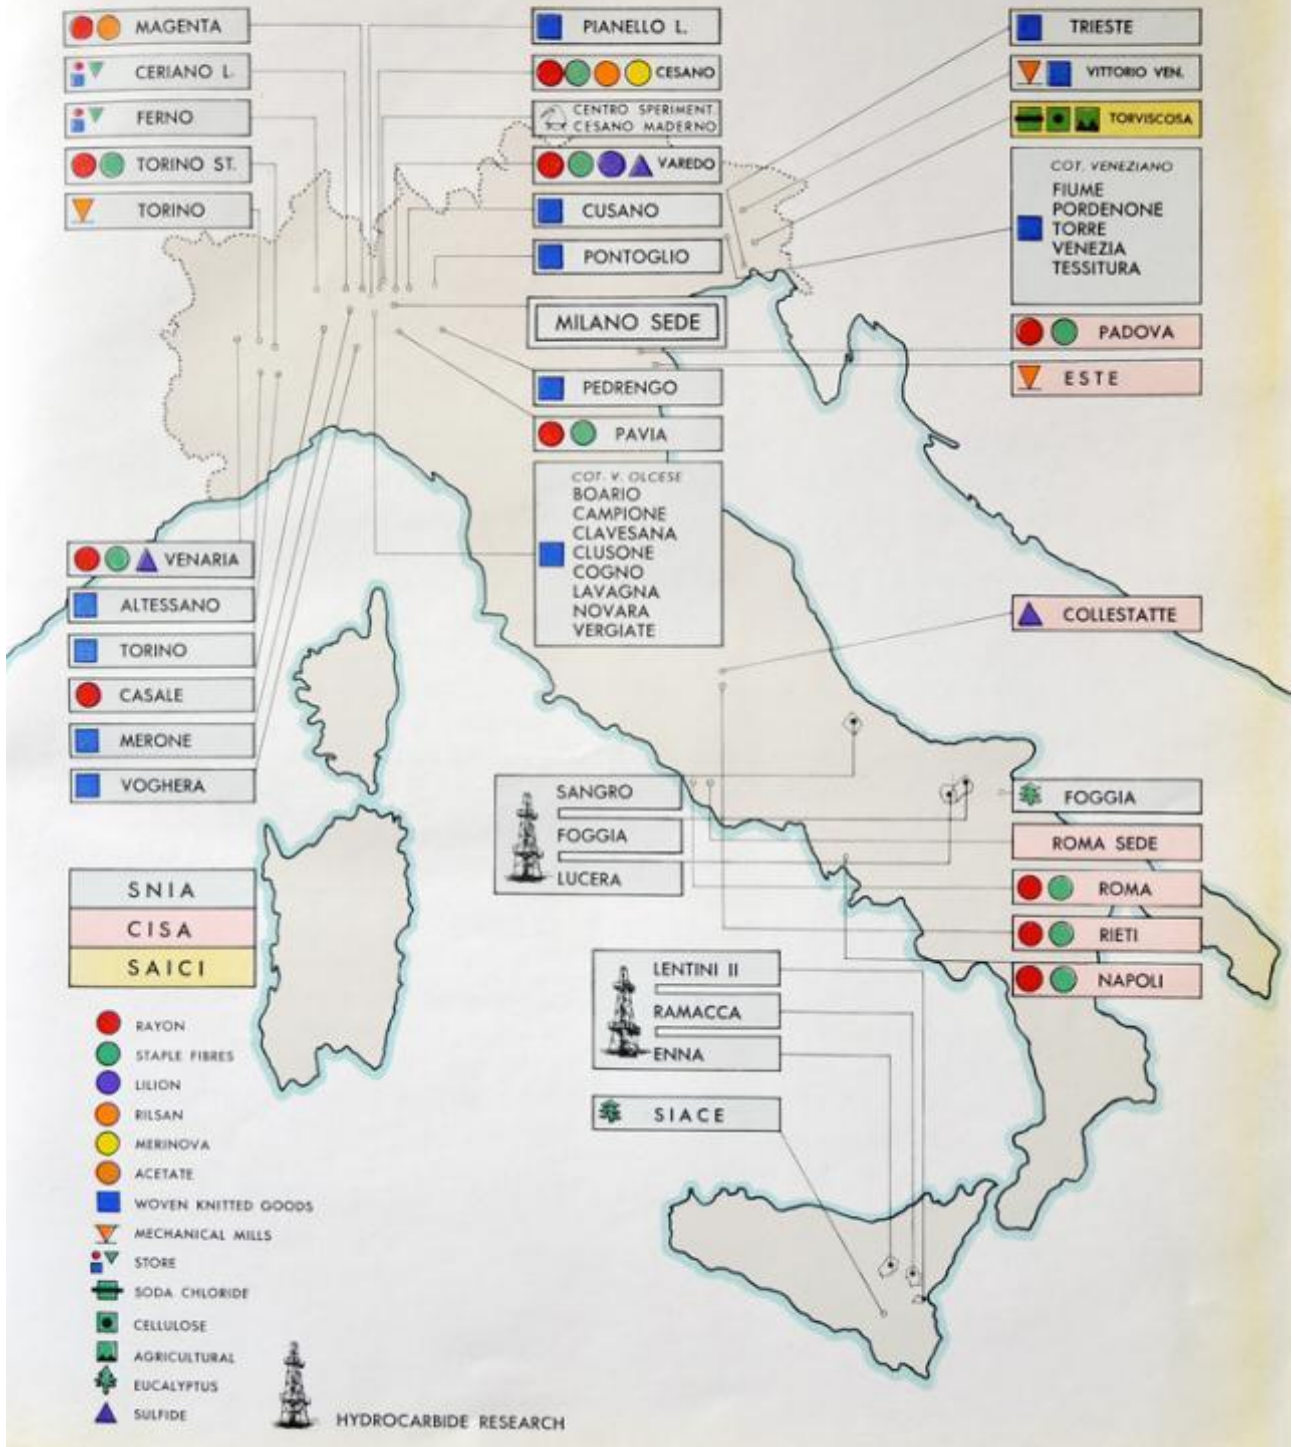 MAGENTA
CERIANO L.
FERNO
TORINO ST.
TORINO
PIANELLO L.
CESANO
CENTRO SPERIMENT.
CESANO MADERNO
VAREDO
CUSANO
PONTOGLIO
MILANO SEDE
PEDRENGO
PAVIA
COT. V. OLCESE
BOARIO
CAMPIONE
CLAVESANA
CLUSONE
COGNO
LAVAGNA
NOVARA
VERGIATE
TRIESTE
VITTORIO VEN.
TORVISCOSA
COT. VENEZIANO
FIUME
PORDENONE
TORRE
VENEZIA
TESSITURA
PADOVA
ESTE
VENARIA
ALTESSANO
TORINO
CASALE
MERONE
VOGHERA
COLLESTATTE
SANGRO
FOGGIA
LUCERA
FOGGIA
ROMA SEDE
ROMA
RIETI
NAPOLI
LENTINI II
RAMACCA
ENNA
SIACE
SNIA
CISA
SAICI
RAYON
STAPLE FIBRES
LILION
RILSAN
MERINOVA
ACETATE
WOVEN KNITTED GOODS
MECHANICAL MILLS
STORE
SODA CHLORIDE
CELLULOSE
AGRICULTURAL
EUCALYPTUS
SULFIDE
HYDROCARBIDE RESEARCH